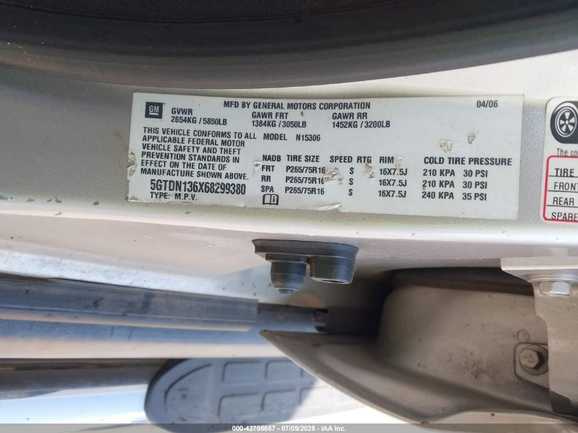 GM
MFD BY GENERAL MOTORS CORPORATION 04/06
GVWR GAWR FRT GAWR RR
2654KG / 5850LB 1384KG / 3050LB 1452KG / 3200LB
THIS VEHICLE CONFORMS TO ALL MODEL N15306
APPLICABLE FEDERAL MOTOR
VEHICLE SAFETY AND THEFT
PREVENTION STANDARDS IN
EFFECT ON THE DATE OF
MANUFACTURE SHOWN ABOVE.
5GTDN136X68299380
TYPE: M.P.V.
NADB TIRE SIZE SPEED RTG RIM COLD TIRE PRESSURE
FRT P265/75R16 S 16X7.5J 210 KPA 30 PSI
RR P265/75R16 S 16X7.5J 210 KPA 30 PSI
SPA P265/75R16 S 16X7.5J 240 KPA 35 PSI
The co
TIRE
FRONT
REAR
SPARE